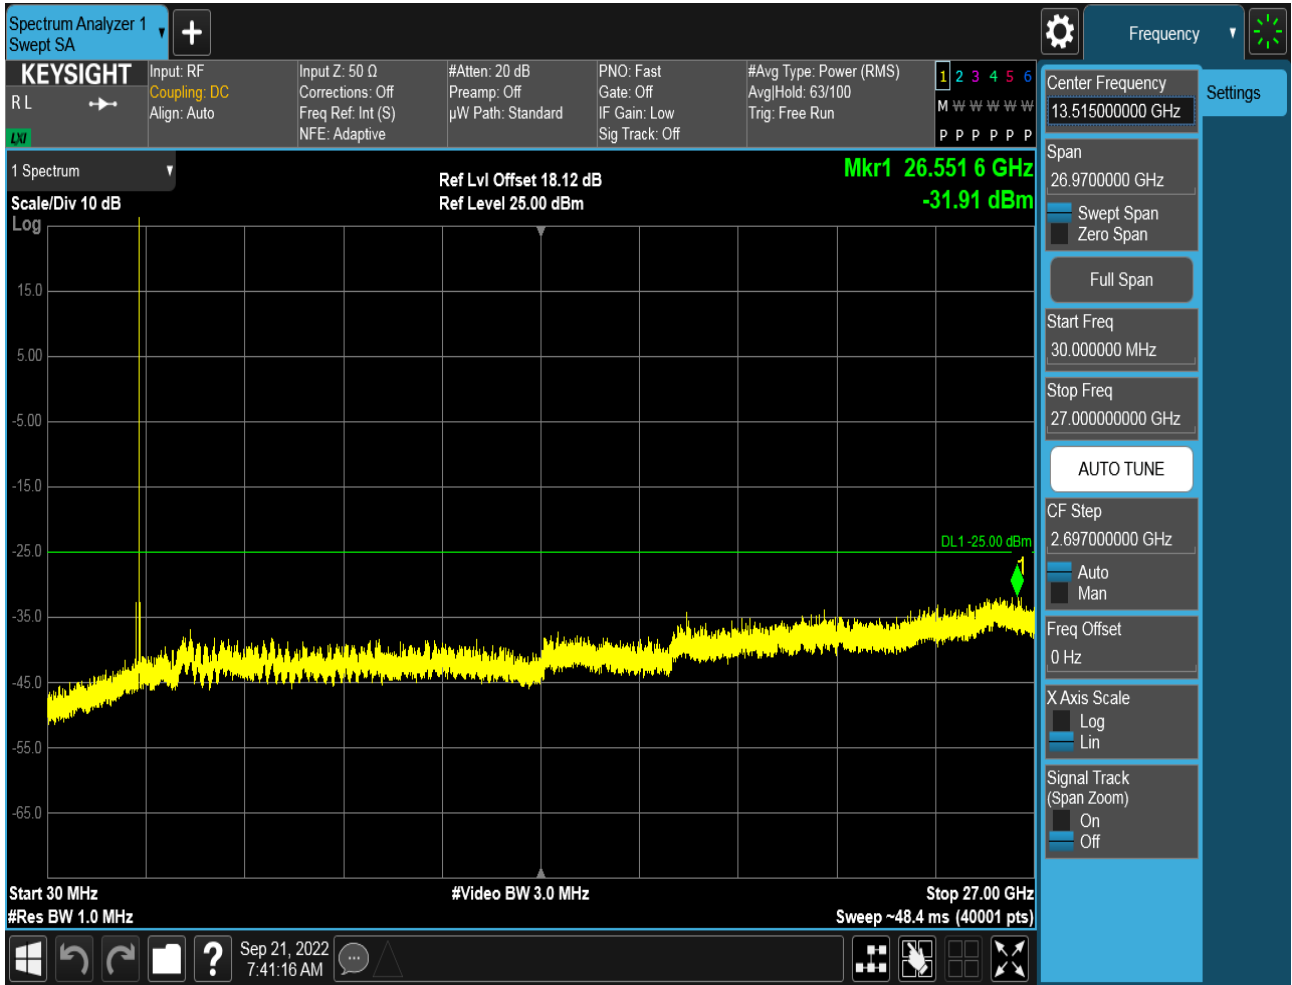 Spectrum Analyzer 1
Swept SA
Frequency
KEYSIGHT
R L
LXI
Input: RF
Coupling: DC
Align: Auto
Input Z: 50 Ω
Corrections: Off
Freq Ref: Int (S)
NFE: Adaptive
#Atten: 20 dB
Preamp: Off
µW Path: Standard
PNO: Fast
Gate: Off
IF Gain: Low
Sig Track: Off
#Avg Type: Power (RMS)
Avg|Hold: 63/100
Trig: Free Run
1 2 3 4 5 6
M W W W W W
P P P P P P
1 Spectrum
Scale/Div 10 dB
Log
Ref Lvl Offset 18.12 dB
Ref Level 25.00 dBm
Mkr1 26.551 6 GHz
-31.91 dBm
15.0
5.00
-5.00
-15.0
-25.0
-35.0
-45.0
-55.0
-65.0
DL1 -25.00 dBm
1
Start 30 MHz
#Res BW 1.0 MHz
#Video BW 3.0 MHz
Stop 27.00 GHz
Sweep ~48.4 ms (40001 pts)
Sep 21, 2022
7:41:16 AM
?
Center Frequency
13.515000000 GHz
Settings
Span
26.9700000 GHz
Swept Span
Zero Span
Full Span
Start Freq
30.000000 MHz
Stop Freq
27.000000000 GHz
AUTO TUNE
CF Step
2.697000000 GHz
Auto
Man
Freq Offset
0 Hz
X Axis Scale
Log
Lin
Signal Track
(Span Zoom)
On
Off